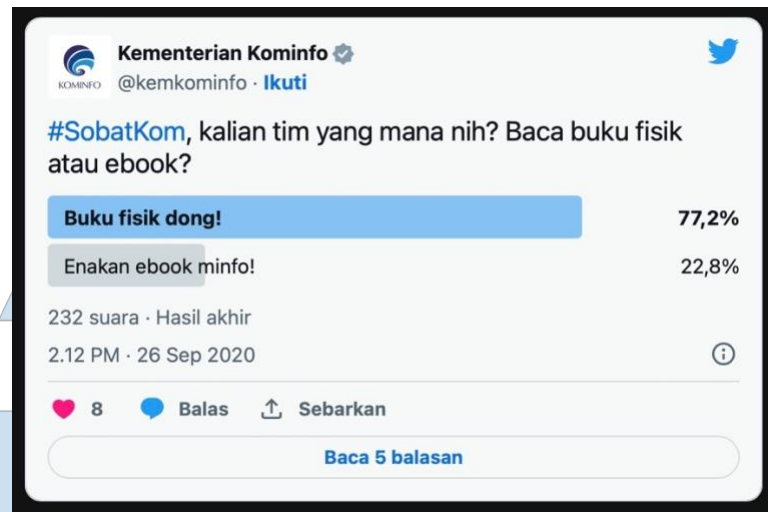 KOMINFO
Kementerian Kominfo
@kemkominfo · Ikuti
#SobatKom, kalian tim yang mana nih? Baca buku fisik
atau ebook?
Buku fisik dong! 77,2%
Enakan ebook minfo! 22,8%
232 suara · Hasil akhir
2.12 PM · 26 Sep 2020
8 Balas Sebarkan
Baca 5 balasan